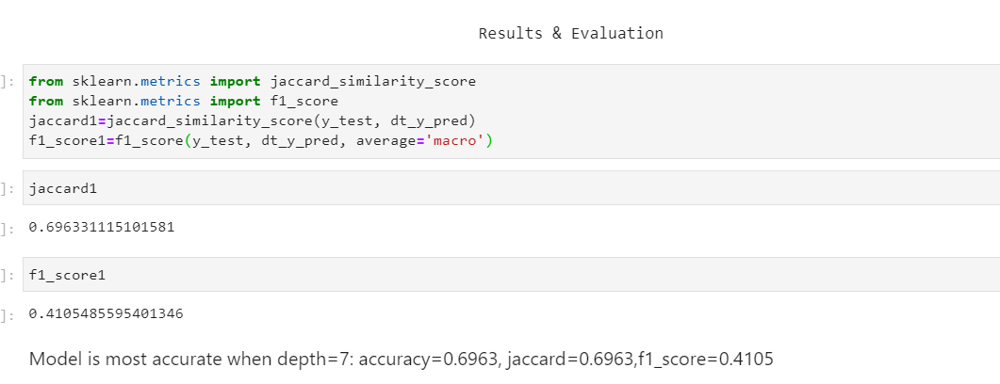 Results & Evaluation
]: from sklearn.metrics import jaccard_similarity_score
from sklearn.metrics import f1_score
jaccard1=jaccard_similarity_score(y_test, dt_y_pred)
f1_score1=f1_score(y_test, dt_y_pred, average='macro')
]: jaccard1
]: 0.696331115101581
]: f1_score1
]: 0.4105485595401346
Model is most accurate when depth=7: accuracy=0.6963, jaccard=0.6963,f1_score=0.4105